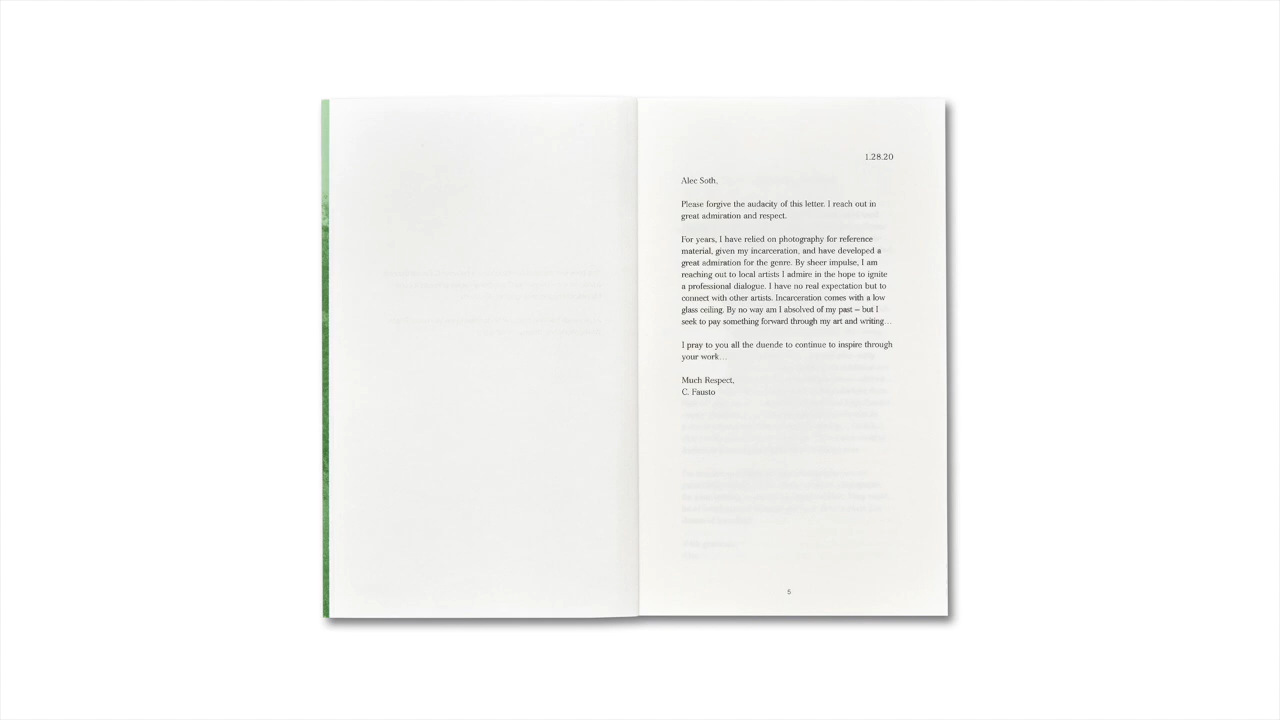 1.28.20
Alec Soth,
Please forgive the audacity of this letter. I reach out in
great admiration and respect.
For years, I have relied on photography for reference
material, given my incarceration, and have developed a
great admiration for the genre. By sheer impulse, I am
reaching out to local artists I admire in the hope to ignite
a professional dialogue. I have no real expectation but to
connect with other artists. Incarceration comes with a low
glass ceiling. By no way am I absolved of my past – but I
seek to pay something forward through my art and writing…
I pray to you all the duende to continue to inspire through
your work…
Much Respect,
C. Fausto
5